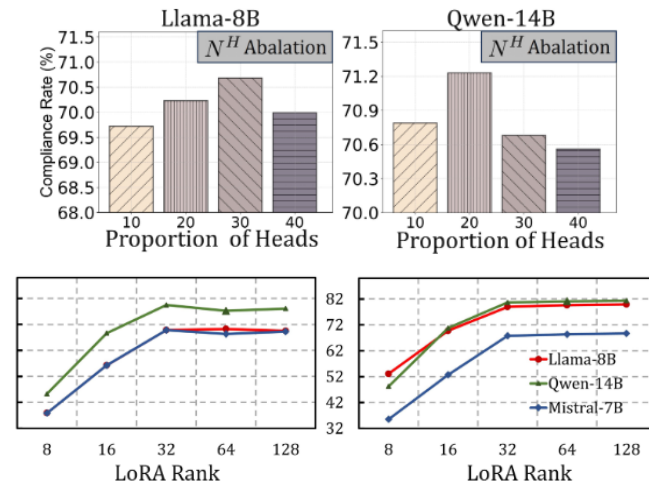 Llama-8B
N^H Abalation
Compliance Rate (%)
71.5
71.0
70.5
70.0
69.5
69.0
68.5
68.0
10 20 30 40
Proportion of Heads
Qwen-14B
N^H Abalation
71.5
71.2
70.9
70.6
70.3
70.0
10 20 30 40
Proportion of Heads
8 16 32 64 128
LoRA Rank
82
72
62
52
42
32
Llama-8B
Qwen-14B
Mistral-7B
8 16 32 64 128
LoRA Rank